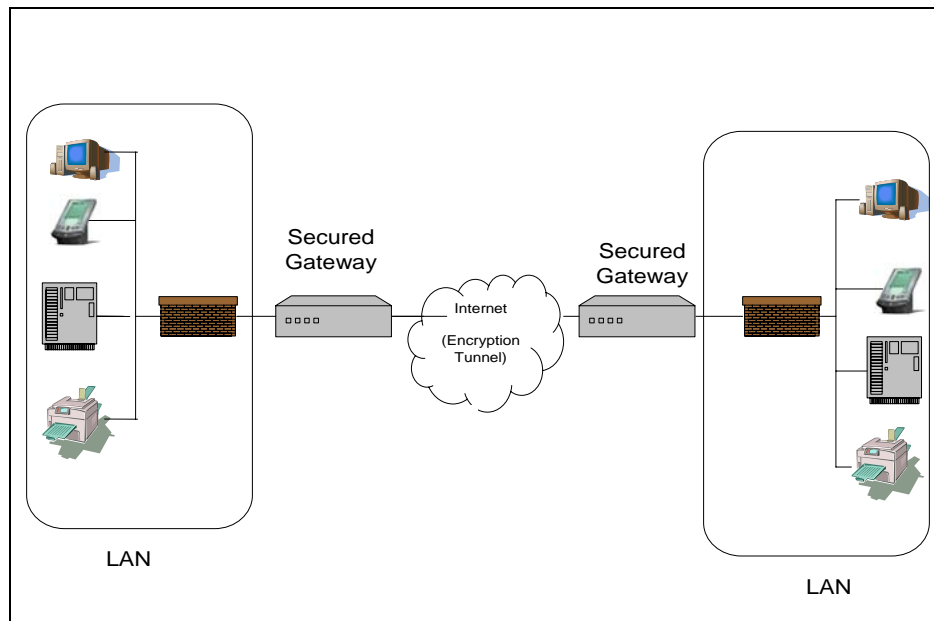 Secured
Gateway
Secured
Gateway
Internet
(Encryption
Tunnel)
LAN
LAN